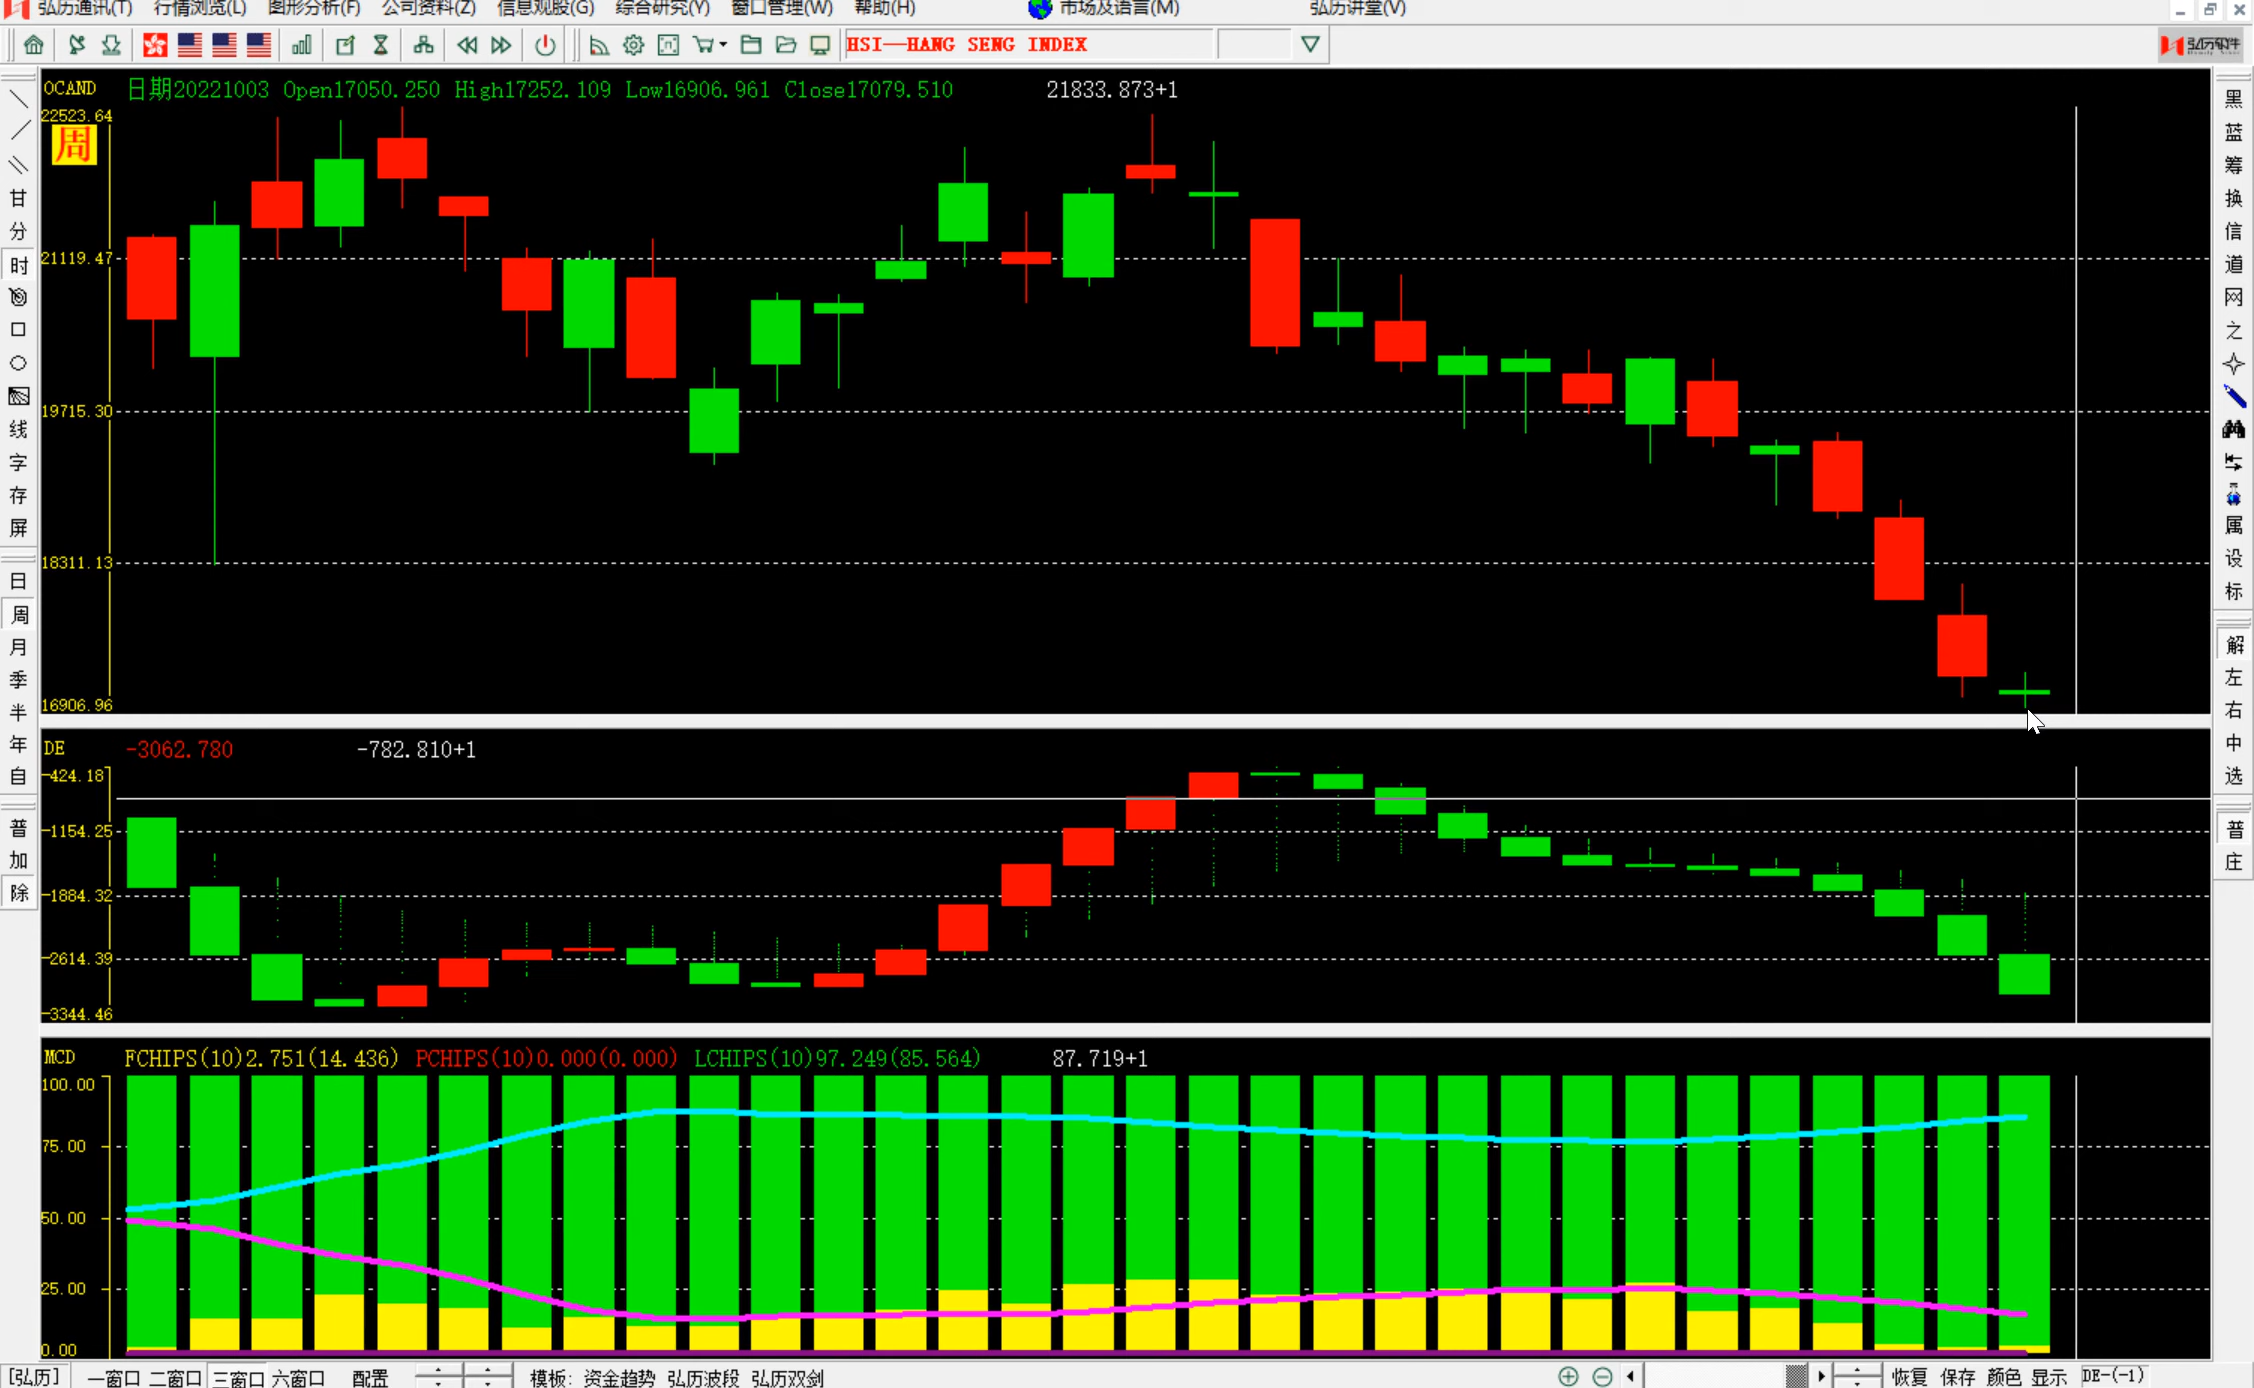 弘历通讯(T) 行情浏览(L) 图形分析(F) 公司资料(Z) 信息观股(G) 综合研究(Y) 窗口管理(W) 帮助(H) 市场及语言(M) 弘历讲堂(V)
HSI—HANG SENG INDEX
弘历软件
OCAND 日期20221003 Open17050.250 High17252.109 Low16906.961 Close17079.510 21833.873+1
22523.64
周
21119.47
19715.30
18311.13
16906.96
DE -3062.780 -782.810+1
-424.18
-1154.25
-1884.32
-2614.39
-3344.46
MCD FCHIPS(10)2.751(14.436) PCHIPS(10)0.000(0.000) LCHIPS(10)97.249(85.564) 87.719+1
100.00
75.00
50.00
25.00
0.00
甘
分
时
线
字
存
屏
日
周
月
季
半
年
自
普
加
除
黑
蓝
筹
换
信
道
网
之
属
设
标
解
左
右
中
选
普
庄
[弘历] 一窗口 二窗口 三窗口 六窗口 配置 模板: 资金趋势 弘历波段 弘历双剑 恢复 保存 颜色 显示 DE-(-1)